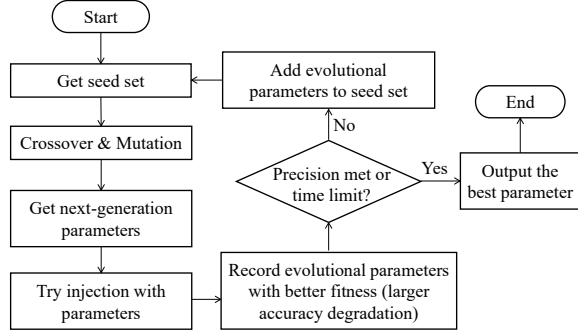 Start
Get seed set
Crossover & Mutation
Get next-generation
parameters
Try injection with
parameters
Record evolutional parameters
with better fitness (larger
accuracy degradation)
Precision met or
time limit?
No
Add evolutional
parameters to seed set
Yes
Output the
best parameter
End